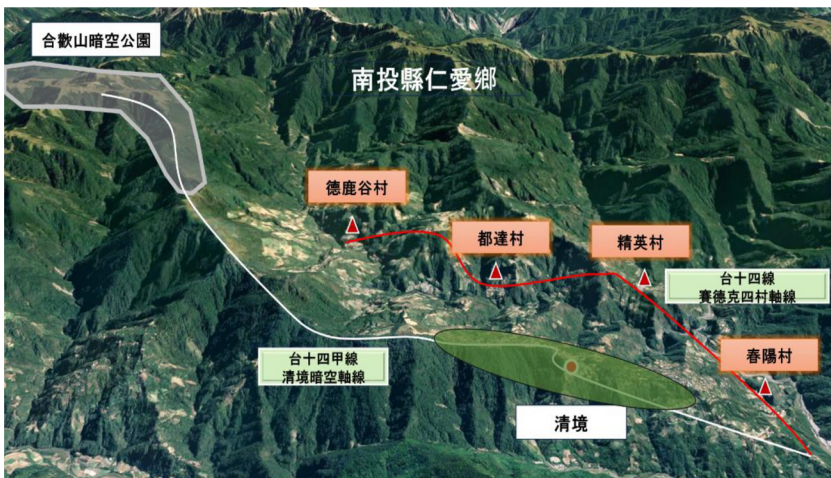 合歡山暗空公園
南投縣仁愛鄉
德鹿谷村
都達村
精英村
台十四線
賽德克四村軸線
春陽村
台十四甲線
清境暗空軸線
清境